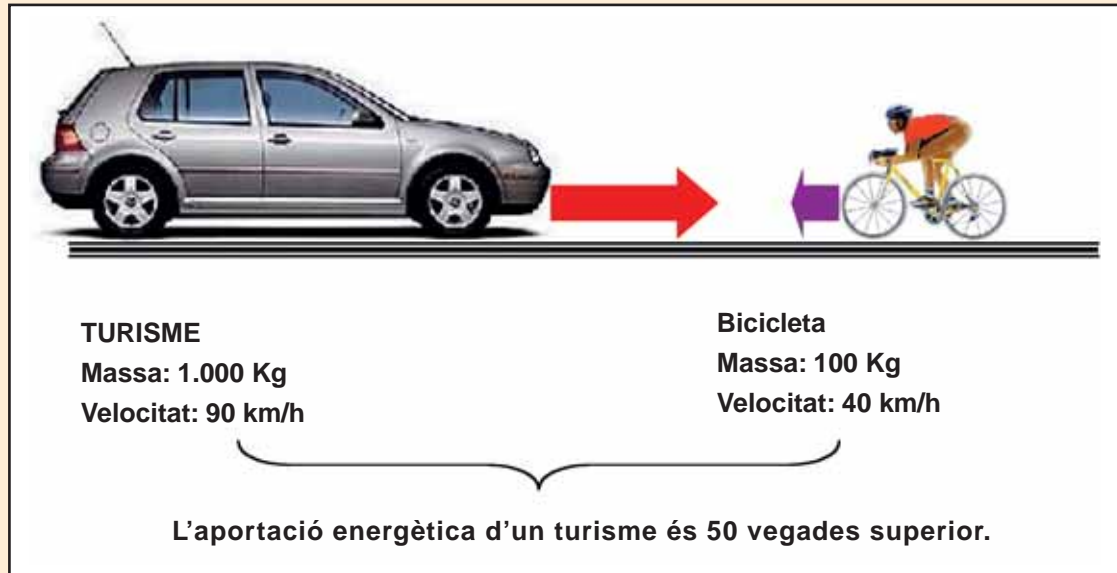 TURISME
Massa: 1.000 Kg
Velocitat: 90 km/h
Bicicleta
Massa: 100 Kg
Velocitat: 40 km/h
L'aportació energètica d'un turisme és 50 vegades superior.